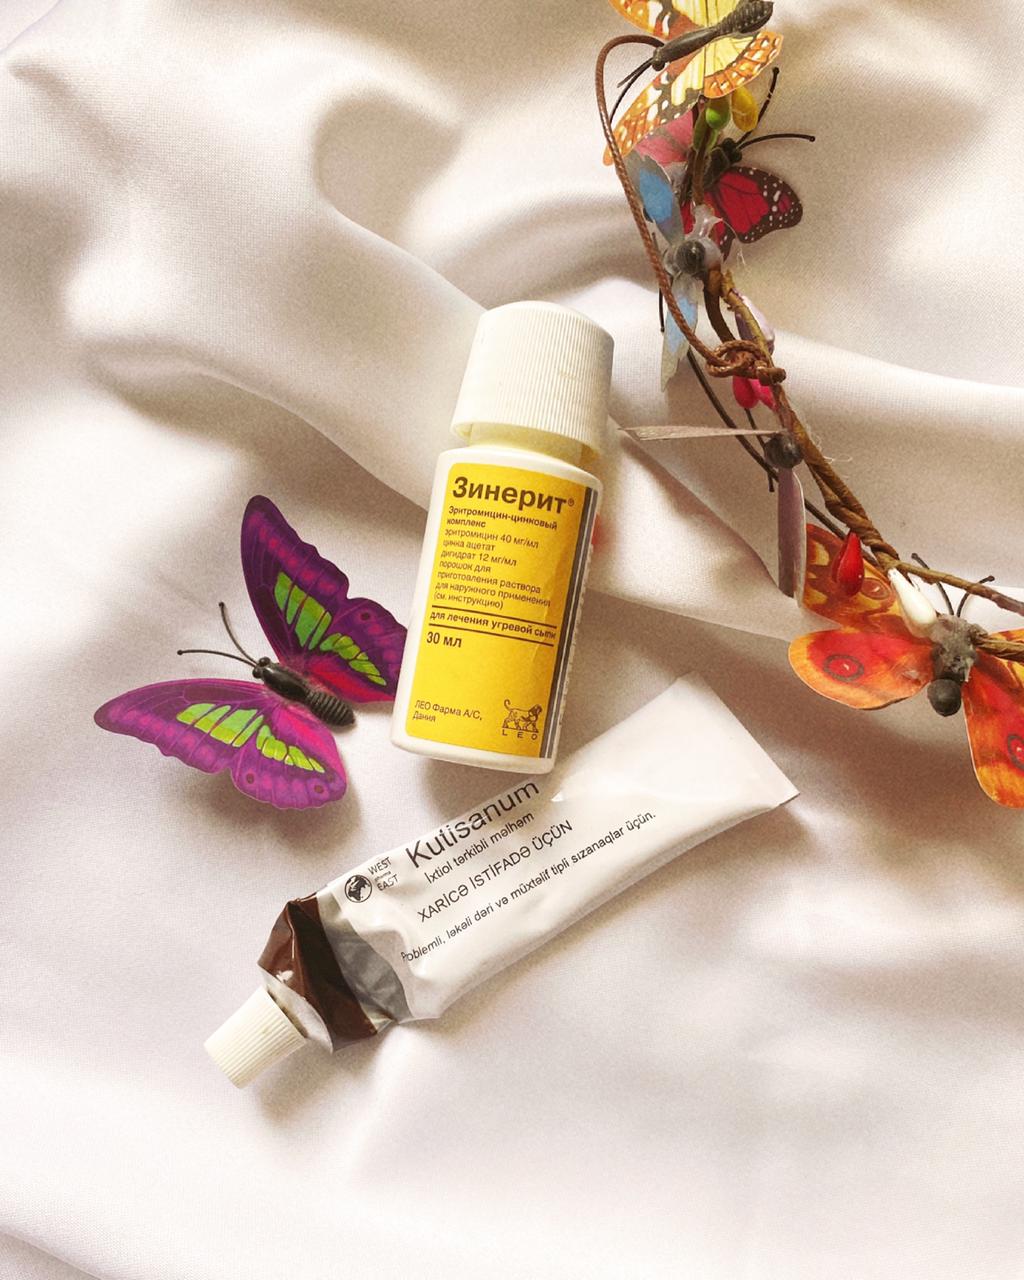 Зинерит®
Эритромицин-цинковый
комплекс
эритромицин 40 мг/мл
цинка ацетат
дигидрат 12 мг/мл
порошок для
приготовления раствора
для наружного применения
(см. инструкцию)
для лечения угревой сыпи
30 мл
ЛЕО Фарма А/С,
Дания
LEO
WEST
pharma
EAST
Kutisanum
İxtiol tərkibli məlhəm
XARİCƏ İSTİFADƏ ÜÇÜN
Poblemli, ləkəli dəri və müxtəlif tipli sızanaqlar üçün.